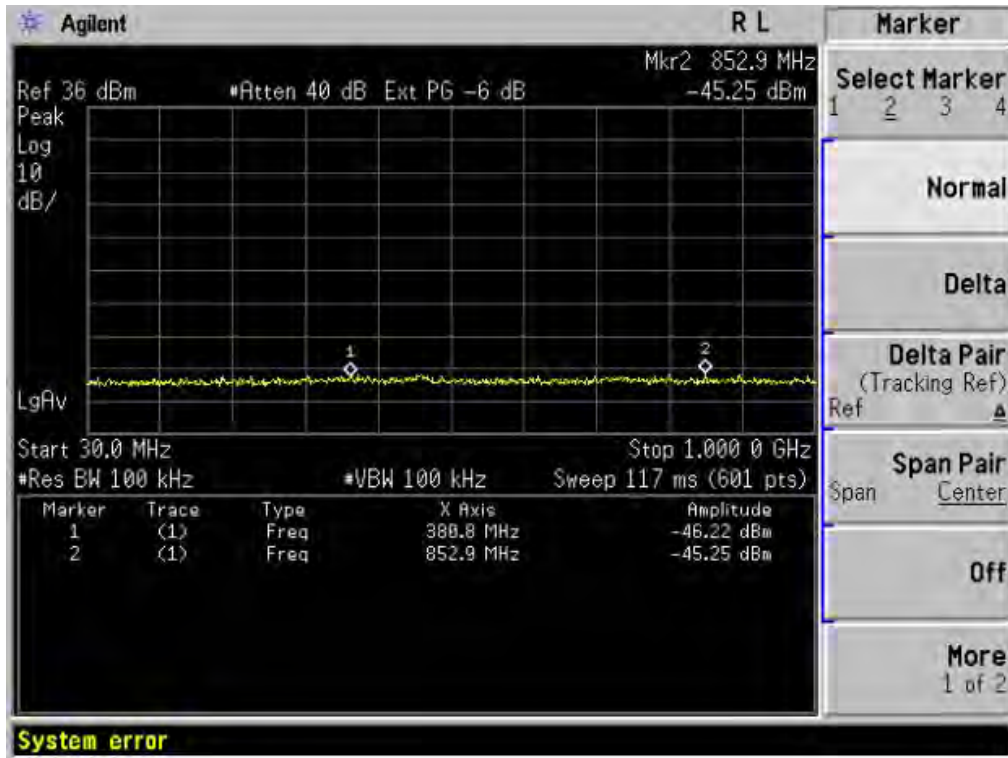 Agilent R L
Mkr2 852.9 MHz
Ref 36 dBm #Atten 40 dB Ext PG -6 dB -45.25 dBm
Peak
Log
10
dB/
1
2
LgAv
Start 30.0 MHz Stop 1.000 0 GHz
#Res BW 100 kHz #VBW 100 kHz Sweep 117 ms (601 pts)
Marker Trace Type X Axis Amplitude
1 (1) Freq 380.8 MHz -46.22 dBm
2 (1) Freq 852.9 MHz -45.25 dBm
System error
Marker
Select Marker
1 2 3 4
Normal
Delta
Delta Pair
(Tracking Ref)
Ref Δ
Span Pair
Span Center
Off
More
1 of 2